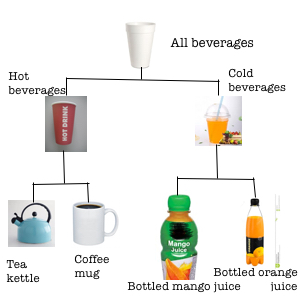 All beverages
Hot
beverages
Cold
beverages
HOT DRINK
Mango
Juice
Tea
kettle
Coffee
mug
Bottled mango juice
Bottled orange
juice